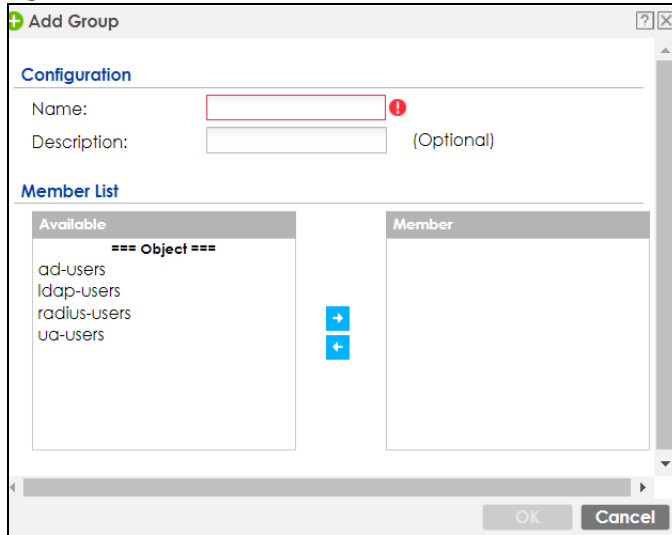 Add Group
Configuration
Name:
Description:
(Optional)
Member List
Available
Member
=== Object ===
ad-users
ldap-users
radius-users
ua-users
OK
Cancel